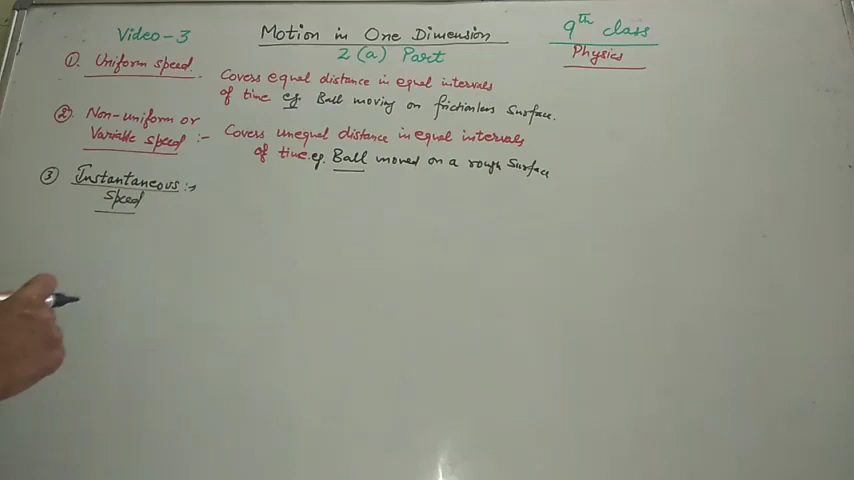 Video-3
Motion in One Dimension
2 (a) Part
9th class
Physics
①. Uniform speed. Covers equal distance in equal intervals
of time eg. Ball moving on frictionless surface.
②. Non-uniform or
Variable speed :- Covers unequal distance in equal intervals
of time. eg. Ball moved on a rough surface
③ Instantaneous :-
Speed